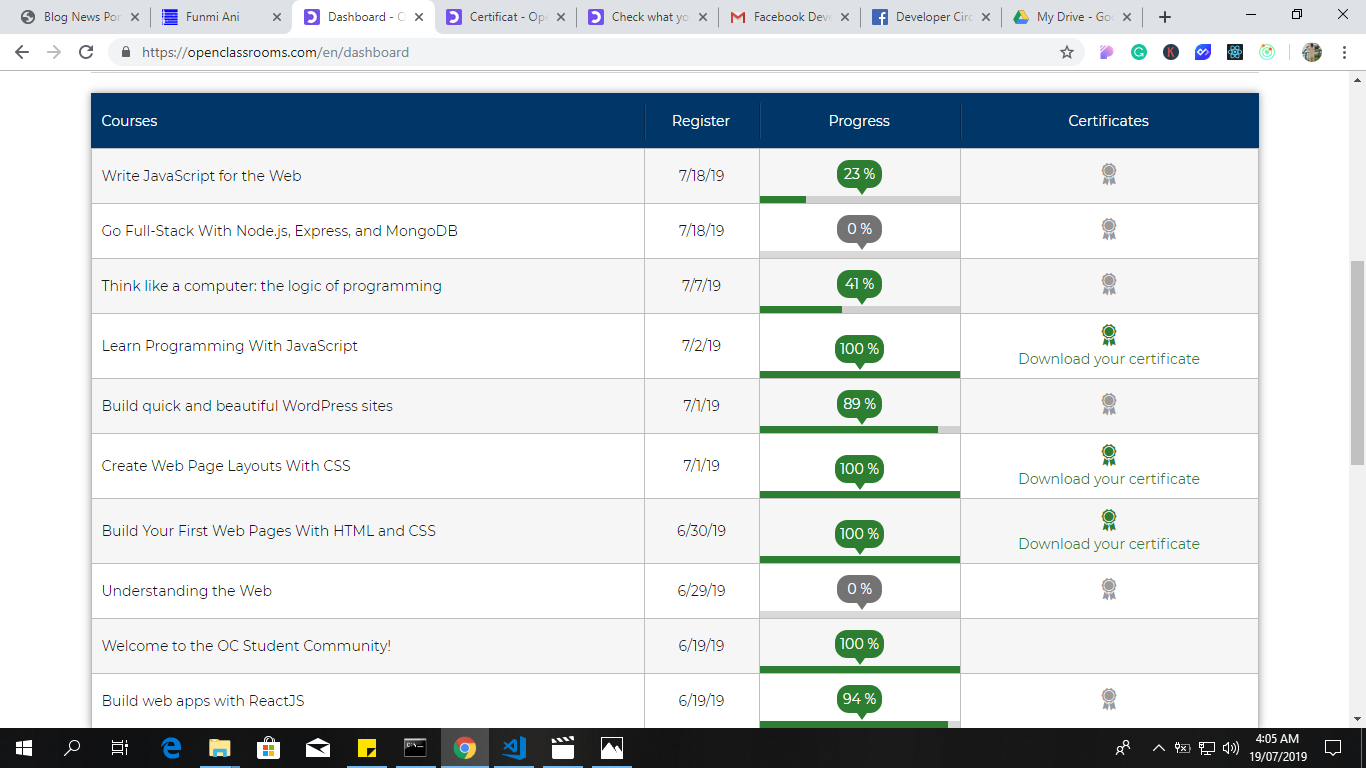 Blog News Por
Funmi Ani
Dashboard - C
Certificat - Ope
Check what yo
Facebook Deve
Developer Circ
My Drive - Goo
https://openclassrooms.com/en/dashboard
Courses Register Progress Certificates
Write JavaScript for the Web 7/18/19 23 %
Go Full-Stack With Node.js, Express, and MongoDB 7/18/19 0 %
Think like a computer: the logic of programming 7/7/19 41 %
Learn Programming With JavaScript 7/2/19 100 %
Download your certificate
Build quick and beautiful WordPress sites 7/1/19 89 %
Create Web Page Layouts With CSS 7/1/19 100 %
Download your certificate
Build Your First Web Pages With HTML and CSS 6/30/19 100 %
Download your certificate
Understanding the Web 6/29/19 0 %
Welcome to the OC Student Community! 6/19/19 100 %
Build web apps with ReactJS 6/19/19 94 %
4:05 AM
19/07/2019